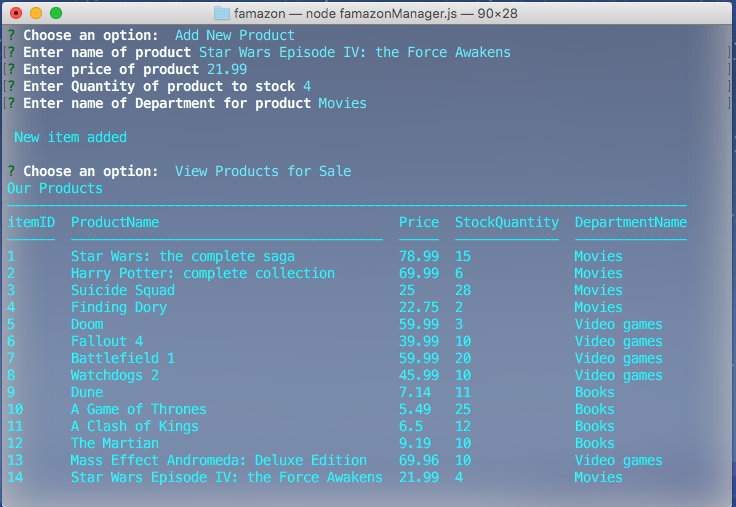 famazon — node famazonManager.js — 90×28
? Choose an option:  Add New Product
? Enter name of product Star Wars Episode IV: the Force Awakens
? Enter price of product 21.99
? Enter Quantity of product to stock 4
? Enter name of Department for product Movies
New item added
? Choose an option:  View Products for Sale
Our Products
itemID  ProductName  Price  StockQuantity  DepartmentName
1  Star Wars: the complete saga  78.99  15  Movies
2  Harry Potter: complete collection  69.99  6  Movies
3  Suicide Squad  25  28  Movies
4  Finding Dory  22.75  2  Movies
5  Doom  59.99  3  Video games
6  Fallout 4  39.99  10  Video games
7  Battlefield 1  59.99  20  Video games
8  Watchdogs 2  45.99  10  Video games
9  Dune  7.14  11  Books
10  A Game of Thrones  5.49  25  Books
11  A Clash of Kings  6.5  12  Books
12  The Martian  9.19  10  Books
13  Mass Effect Andromeda: Deluxe Edition  69.96  10  Video games
14  Star Wars Episode IV: the Force Awakens  21.99  4  Movies